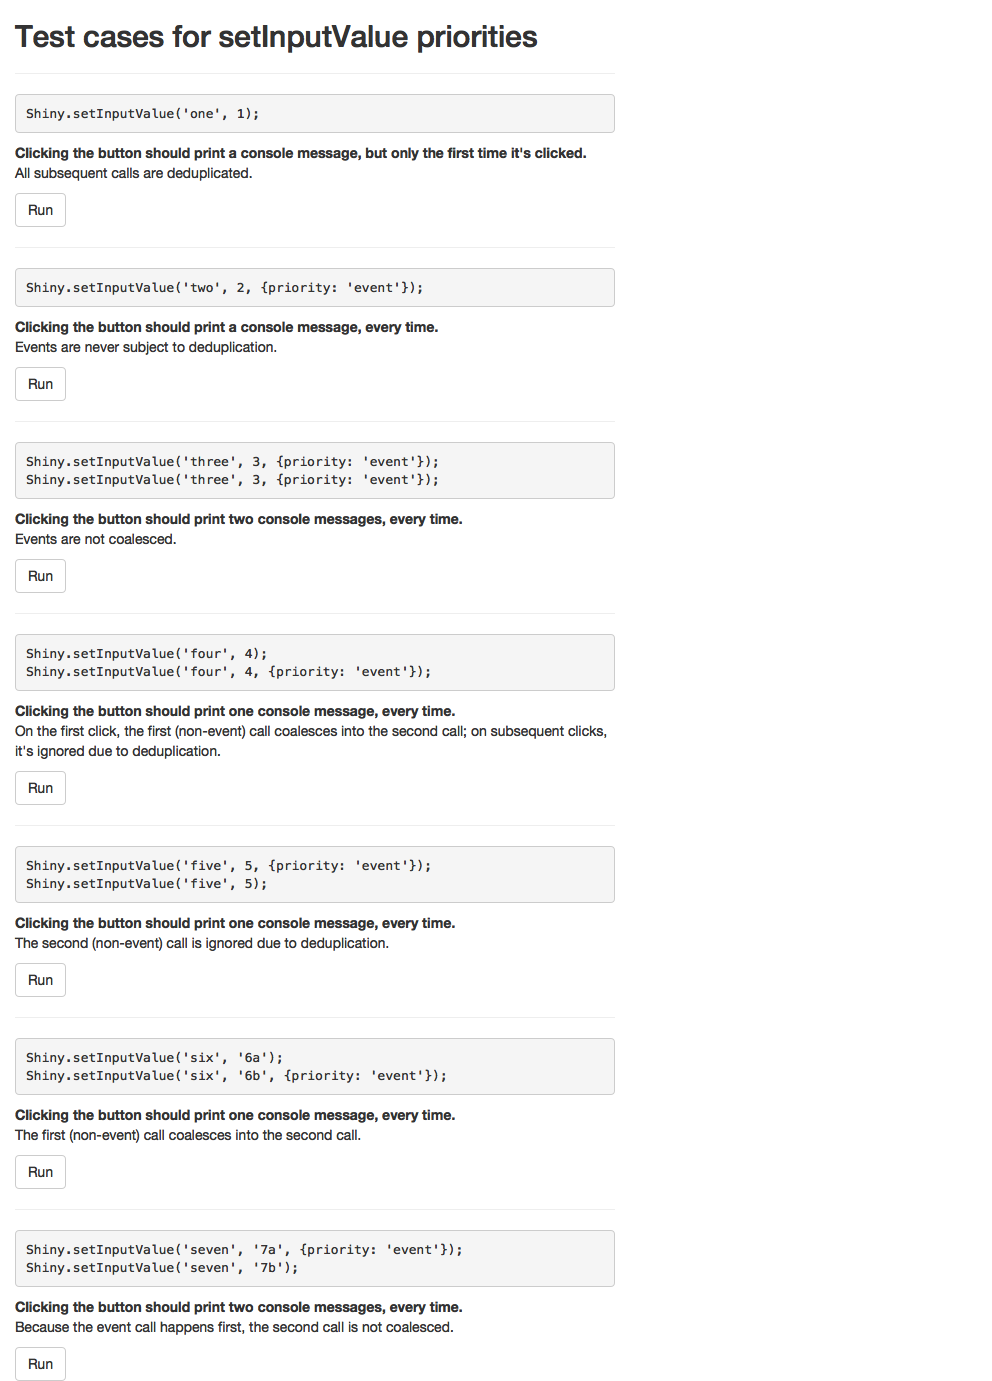 Test cases for setInputValue priorities
Shiny.setInputValue('one', 1);
Clicking the button should print a console message, but only the first time it's clicked.
All subsequent calls are deduplicated.
Run
Shiny.setInputValue('two', 2, {priority: 'event'});
Clicking the button should print a console message, every time.
Events are never subject to deduplication.
Run
Shiny.setInputValue('three', 3, {priority: 'event'});
Shiny.setInputValue('three', 3, {priority: 'event'});
Clicking the button should print two console messages, every time.
Events are not coalesced.
Run
Shiny.setInputValue('four', 4);
Shiny.setInputValue('four', 4, {priority: 'event'});
Clicking the button should print one console message, every time.
On the first click, the first (non-event) call coalesces into the second call; on subsequent clicks,
it's ignored due to deduplication.
Run
Shiny.setInputValue('five', 5, {priority: 'event'});
Shiny.setInputValue('five', 5);
Clicking the button should print one console message, every time.
The second (non-event) call is ignored due to deduplication.
Run
Shiny.setInputValue('six', '6a');
Shiny.setInputValue('six', '6b', {priority: 'event'});
Clicking the button should print one console message, every time.
The first (non-event) call coalesces into the second call.
Run
Shiny.setInputValue('seven', '7a', {priority: 'event'});
Shiny.setInputValue('seven', '7b');
Clicking the button should print two console messages, every time.
Because the event call happens first, the second call is not coalesced.
Run